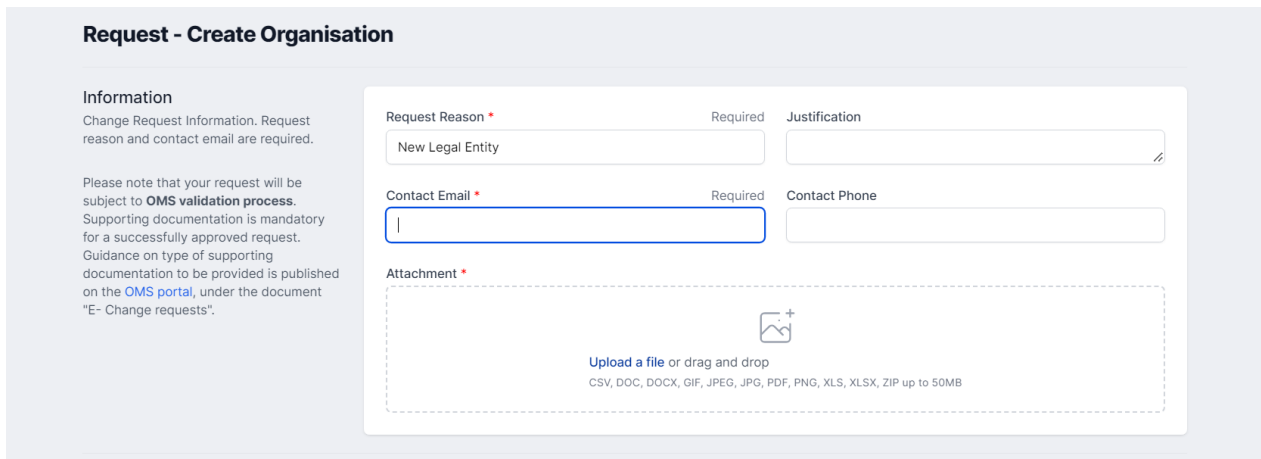 Request - Create Organisation
Information
Change Request Information. Request
reason and contact email are required.
Please note that your request will be
subject to OMS validation process.
Supporting documentation is mandatory
for a successfully approved request.
Guidance on type of supporting
documentation to be provided is published
on the OMS portal, under the document
"E- Change requests".
Request Reason * Required
New Legal Entity
Justification
Contact Email * Required
Contact Phone
Attachment *
Upload a file or drag and drop
CSV, DOC, DOCX, GIF, JPEG, JPG, PDF, PNG, XLS, XLSX, ZIP up to 50MB